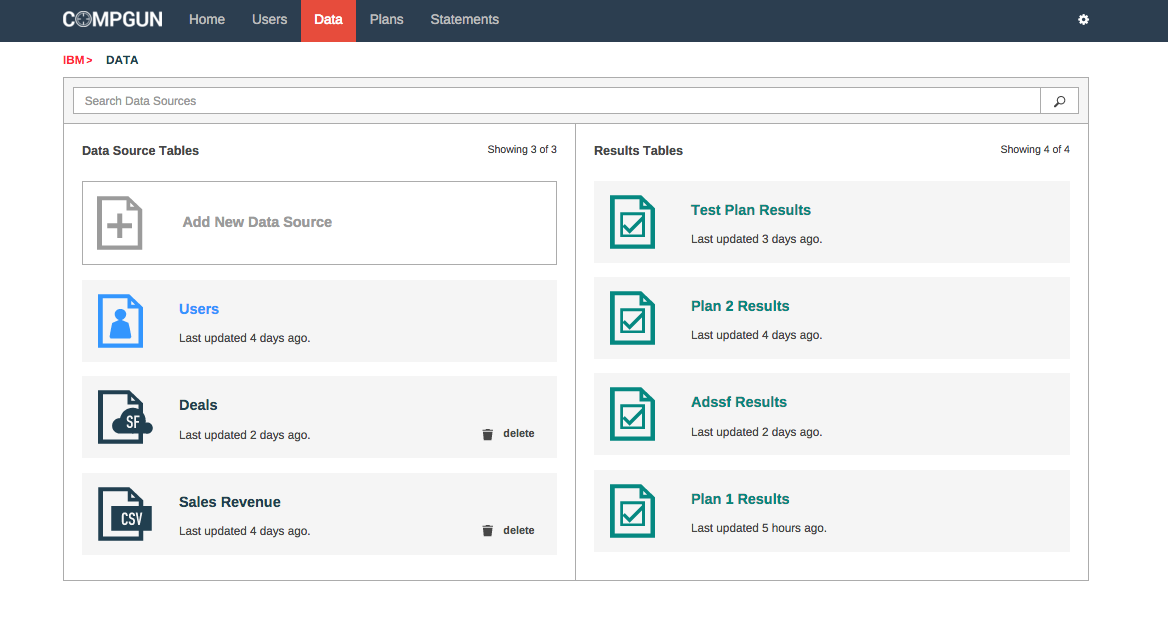 COMPGUN Home Users Data Plans Statements
IBM> DATA
Search Data Sources
Data Source Tables Showing 3 of 3
Add New Data Source
Users
Last updated 4 days ago.
SF Deals
Last updated 2 days ago. delete
CSV Sales Revenue
Last updated 4 days ago. delete
Results Tables Showing 4 of 4
Test Plan Results
Last updated 3 days ago.
Plan 2 Results
Last updated 4 days ago.
Adssf Results
Last updated 2 days ago.
Plan 1 Results
Last updated 5 hours ago.